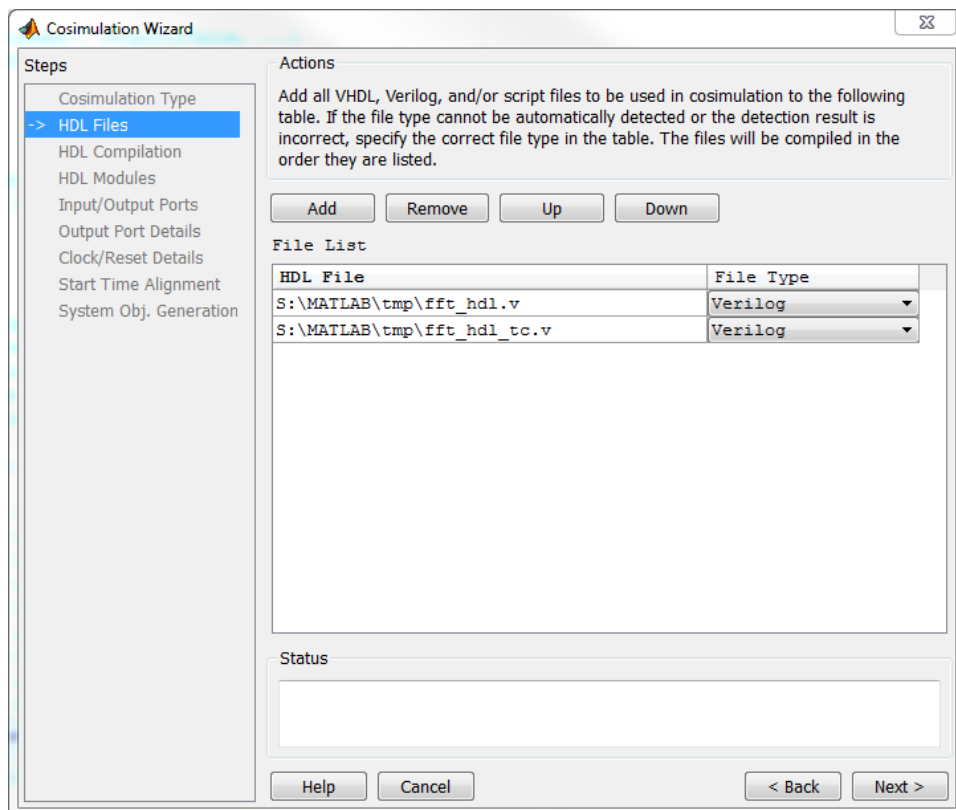 Cosimulation Wizard
Steps
Cosimulation Type
-> HDL Files
HDL Compilation
HDL Modules
Input/Output Ports
Output Port Details
Clock/Reset Details
Start Time Alignment
System Obj. Generation
Actions
Add all VHDL, Verilog, and/or script files to be used in cosimulation to the following
table. If the file type cannot be automatically detected or the detection result is
incorrect, specify the correct file type in the table. The files will be compiled in the
order they are listed.
Add Remove Up Down
File List
HDL File File Type
S:\MATLAB\tmp\fft_hdl.v Verilog
S:\MATLAB\tmp\fft_hdl_tc.v Verilog
Status
Help Cancel < Back Next >